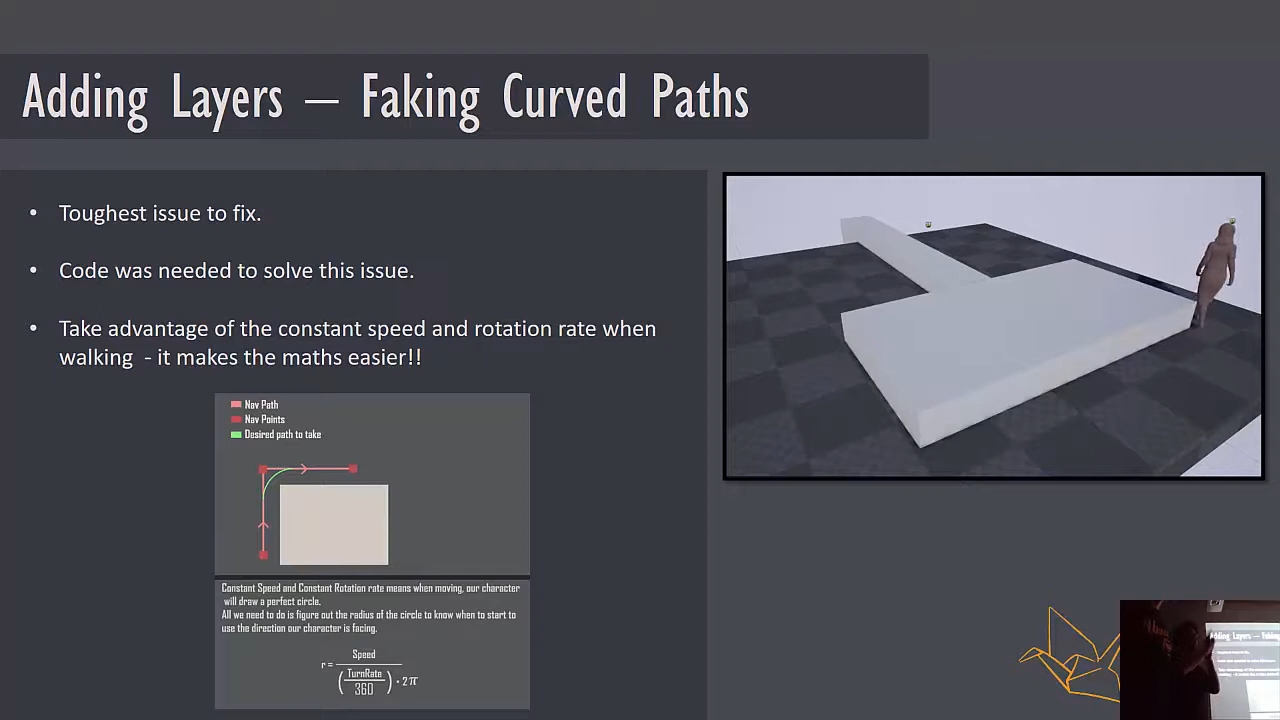 Adding Layers – Faking Curved Paths
• Toughest issue to fix.
• Code was needed to solve this issue.
• Take advantage of the constant speed and rotation rate when
walking - it makes the maths easier!!
Nav Path
Nav Points
Desired path to take
Constant Speed and Constant Rotation rate means when moving, our character
will draw a perfect circle.
All we need to do is figure out the radius of the circle to know when to start to
use the direction our character is facing.
r = Speed / ((TurnRate / 360) • 2π)
Adding Layers – Faking